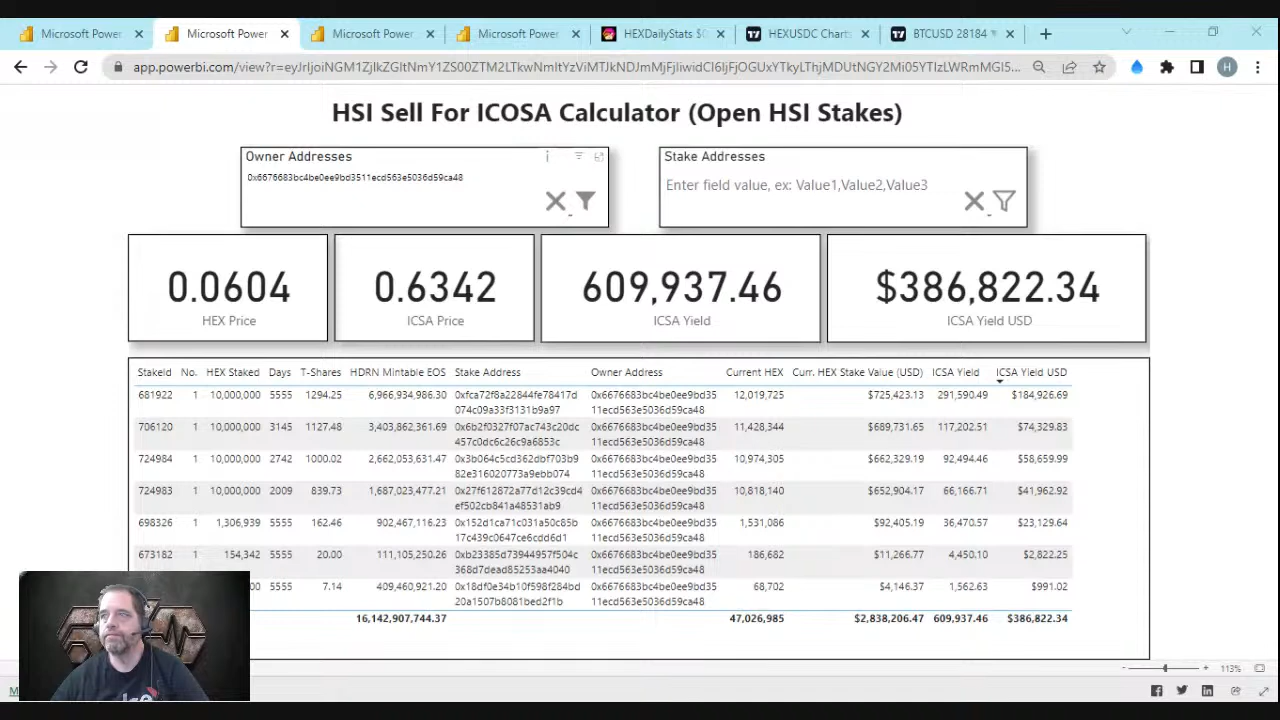 Microsoft Power
Microsoft Power
Microsoft Power
Microsoft Power
HEXDailyStats $0
HEXUSDC Charts
BTCUSD 28184
HSI Sell For ICOSA Calculator (Open HSI Stakes)
Owner Addresses
0x6676683bc4be0ee9bd3511ecd563e5036d59ca48
Stake Addresses
Enter field value, ex: Value1,Value2,Value3
0.0604
HEX Price
0.6342
ICSA Price
609,937.46
ICSA Yield
$386,822.34
ICSA Yield USD
StakeId No. HEX Staked Days T-Shares HDRN Mintable EOS Stake Address Owner Address Current HEX Curr. HEX Stake Value (USD) ICSA Yield ICSA Yield USD
681922 1 10,000,000 5555 1294.25 6,966,934,986.30 0xfca72f8a22844fe78417d 0x6676683bc4be0ee9bd35 12,019,725 $725,423.13 291,590.49 $184,926.69
074c09a33f3131b9a97 11ecd563e5036d59ca48
706120 1 10,000,000 3145 1127.48 3,403,862,361.69 0x6b2f0327f07ac743c20dc 0x6676683bc4be0ee9bd35 11,428,344 $689,731.65 117,202.51 $74,329.83
457c0dc6c26c9a6853c 11ecd563e5036d59ca48
724984 1 10,000,000 2742 1000.02 2,662,053,631.47 0x3b064c5cd362dbf703b9 0x6676683bc4be0ee9bd35 10,974,305 $662,329.19 92,494.46 $58,659.99
82e316020773a9ebb074 11ecd563e5036d59ca48
724983 1 10,000,000 2009 839.73 1,687,023,477.21 0x27f612872a77d12c39cd4 0x6676683bc4be0ee9bd35 10,818,140 $652,904.17 66,166.71 $41,962.92
ef502cb841a48531ab9 11ecd563e5036d59ca48
698326 1 1,306,939 5555 162.46 902,467,116.23 0x152d1ca71c031a50c85b 0x6676683bc4be0ee9bd35 1,531,086 $92,405.19 36,470.57 $23,129.64
17c439c0647ce6cdd6d1 11ecd563e5036d59ca48
673182 1 154,342 5555 20.00 111,105,250.26 0xb23385d73944957f504c 0x6676683bc4be0ee9bd35 186,682 $11,266.77 4,450.10 $2,822.25
368d7dead85253aa4040 11ecd563e5036d59ca48
5555 7.14 409,460,921.20 0x18df0e34b10f598f284bd 0x6676683bc4be0ee9bd35 68,702 $4,146.37 1,562.63 $991.02
20a1507b8081bed2f1b 11ecd563e5036d59ca48
16,142,907,744.37 47,026,985 $2,838,206.47 609,937.46 $386,822.34
113%